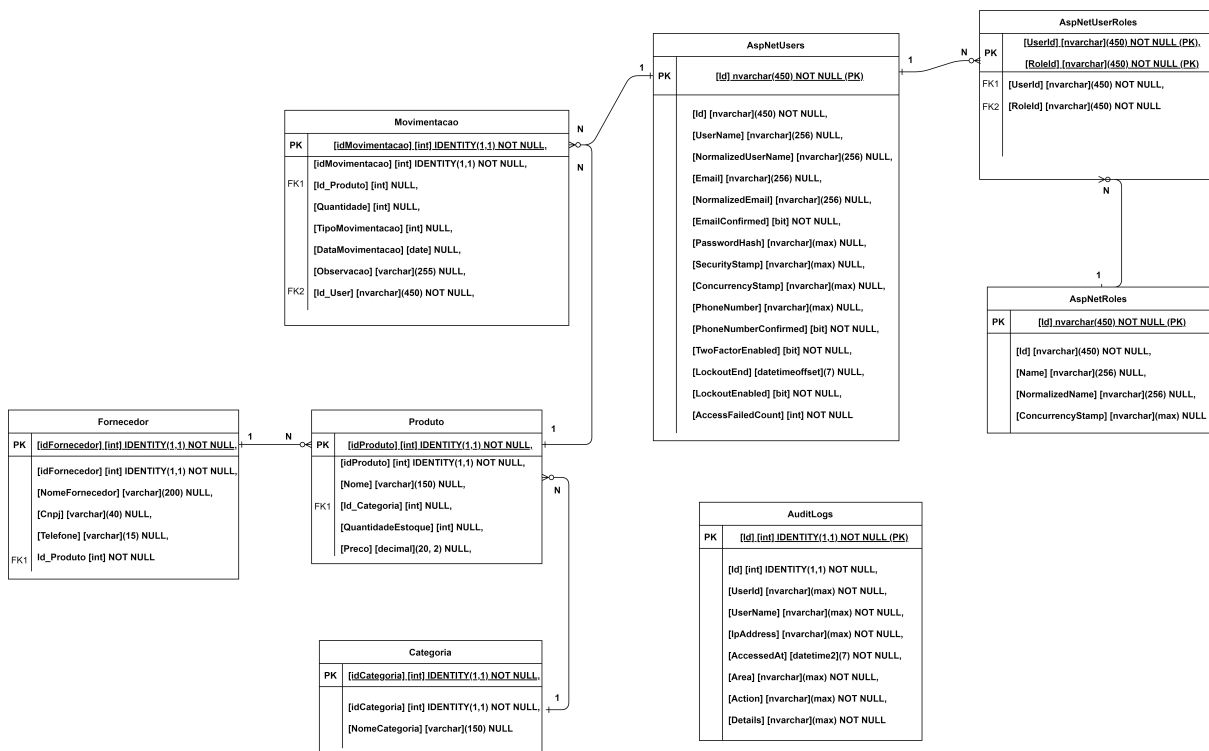 AspNetUserRoles
PK
[UserId] [nvarchar](450) NOT NULL (PK),
[RoleId] [nvarchar](450) NOT NULL (PK)
FK1 [UserId] [nvarchar](450) NOT NULL,
FK2 [RoleId] [nvarchar](450) NOT NULL
AspNetUsers
PK [Id] nvarchar(450) NOT NULL (PK)
[Id] [nvarchar](450) NOT NULL,
[UserName] [nvarchar](256) NULL,
[NormalizedUserName] [nvarchar](256) NULL,
[Email] [nvarchar](256) NULL,
[NormalizedEmail] [nvarchar](256) NULL,
[EmailConfirmed] [bit] NOT NULL,
[PasswordHash] [nvarchar](max) NULL,
[SecurityStamp] [nvarchar](max) NULL,
[ConcurrencyStamp] [nvarchar](max) NULL,
[PhoneNumber] [nvarchar](max) NULL,
[PhoneNumberConfirmed] [bit] NOT NULL,
[TwoFactorEnabled] [bit] NOT NULL,
[LockoutEnd] [datetimeoffset](7) NULL,
[LockoutEnabled] [bit] NOT NULL,
[AccessFailedCount] [int] NOT NULL
1
N
1
N
N
Movimentacao
PK [idMovimentacao] [int] IDENTITY(1,1) NOT NULL,
[idMovimentacao] [int] IDENTITY(1,1) NOT NULL,
FK1 [Id_Produto] [int] NULL,
[Quantidade] [int] NULL,
[TipoMovimentacao] [int] NULL,
[DataMovimentacao] [date] NULL,
[Observacao] [varchar](255) NULL,
FK2 [Id_User] [nvarchar](450) NOT NULL,
N
1
AspNetRoles
PK [Id] nvarchar(450) NOT NULL (PK)
[Id] [nvarchar](450) NOT NULL,
[Name] [nvarchar](256) NULL,
[NormalizedName] [nvarchar](256) NULL,
[ConcurrencyStamp] [nvarchar](max) NULL
Fornecedor
PK [idFornecedor] [int] IDENTITY(1,1) NOT NULL,
[idFornecedor] [int] IDENTITY(1,1) NOT NULL,
[NomeFornecedor] [varchar](200) NULL,
[Cnpj] [varchar](40) NULL,
[Telefone] [varchar](15) NULL,
FK1 Id_Produto [int] NOT NULL
1
N
Produto
PK [idProduto] [int] IDENTITY(1,1) NOT NULL,
[idProduto] [int] IDENTITY(1,1) NOT NULL,
[Nome] [varchar](150) NULL,
FK1 [Id_Categoria] [int] NULL,
[QuantidadeEstoque] [int] NULL,
[Preco] [decimal](20, 2) NULL,
1
N
AuditLogs
PK [Id] [int] IDENTITY(1,1) NOT NULL (PK)
[Id] [int] IDENTITY(1,1) NOT NULL,
[UserId] [nvarchar](max) NOT NULL,
[UserName] [nvarchar](max) NOT NULL,
[IpAddress] [nvarchar](max) NOT NULL,
[AccessedAt] [datetime2](7) NOT NULL,
[Area] [nvarchar](max) NOT NULL,
[Action] [nvarchar](max) NOT NULL,
[Details] [nvarchar](max) NOT NULL
Categoria
PK [idCategoria] [int] IDENTITY(1,1) NOT NULL,
[idCategoria] [int] IDENTITY(1,1) NOT NULL,
[NomeCategoria] [varchar](150) NULL
1